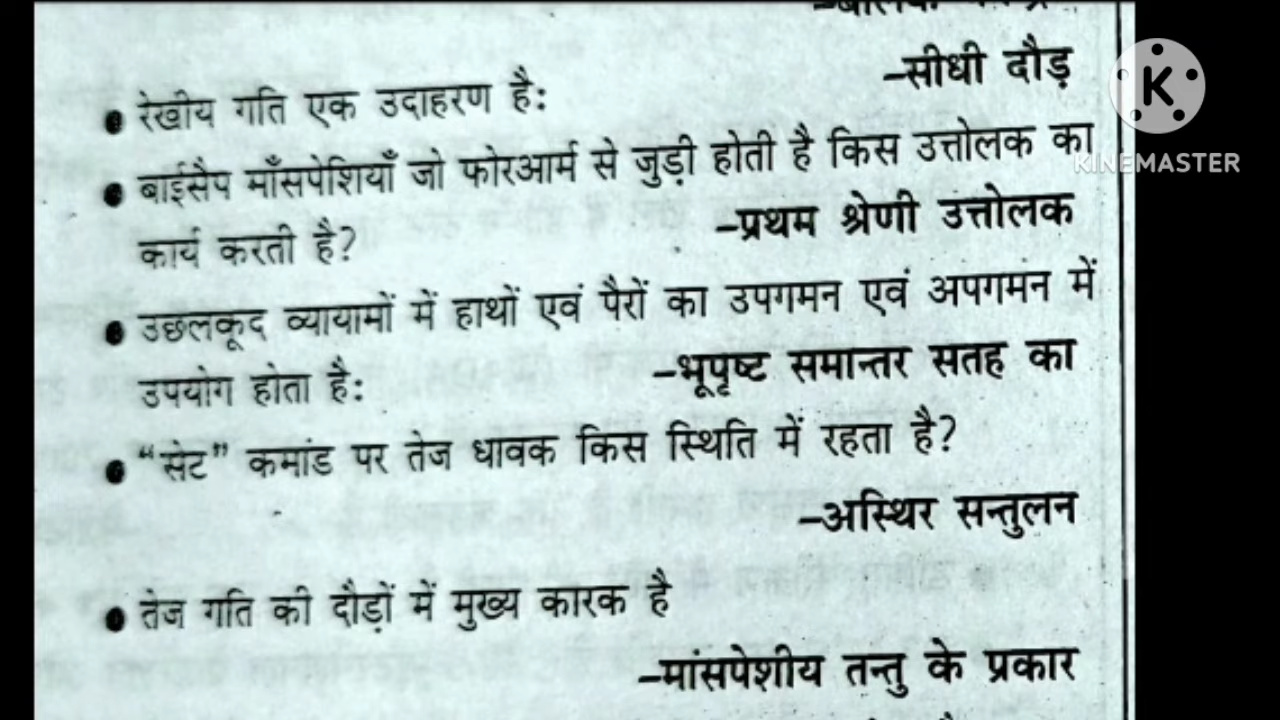 –सीधी दौड़
● रेखीय गति एक उदाहरण है:
● बाईसैप माँसपेशियाँ जो फोरआर्म से जुड़ी होती है किस उत्तोलक का
कार्य करती है? –प्रथम श्रेणी उत्तोलक
● उछलकूद व्यायामों में हाथों एवं पैरों का उपगमन एवं अपगमन में
उपयोग होता है: –भूपृष्ट समान्तर सतह का
● “सेट” कमांड पर तेज धावक किस स्थिति में रहता है?
–अस्थिर सन्तुलन
● तेज गति की दौड़ों में मुख्य कारक है
–मांसपेशीय तन्तु के प्रकार
K
KINEMASTER